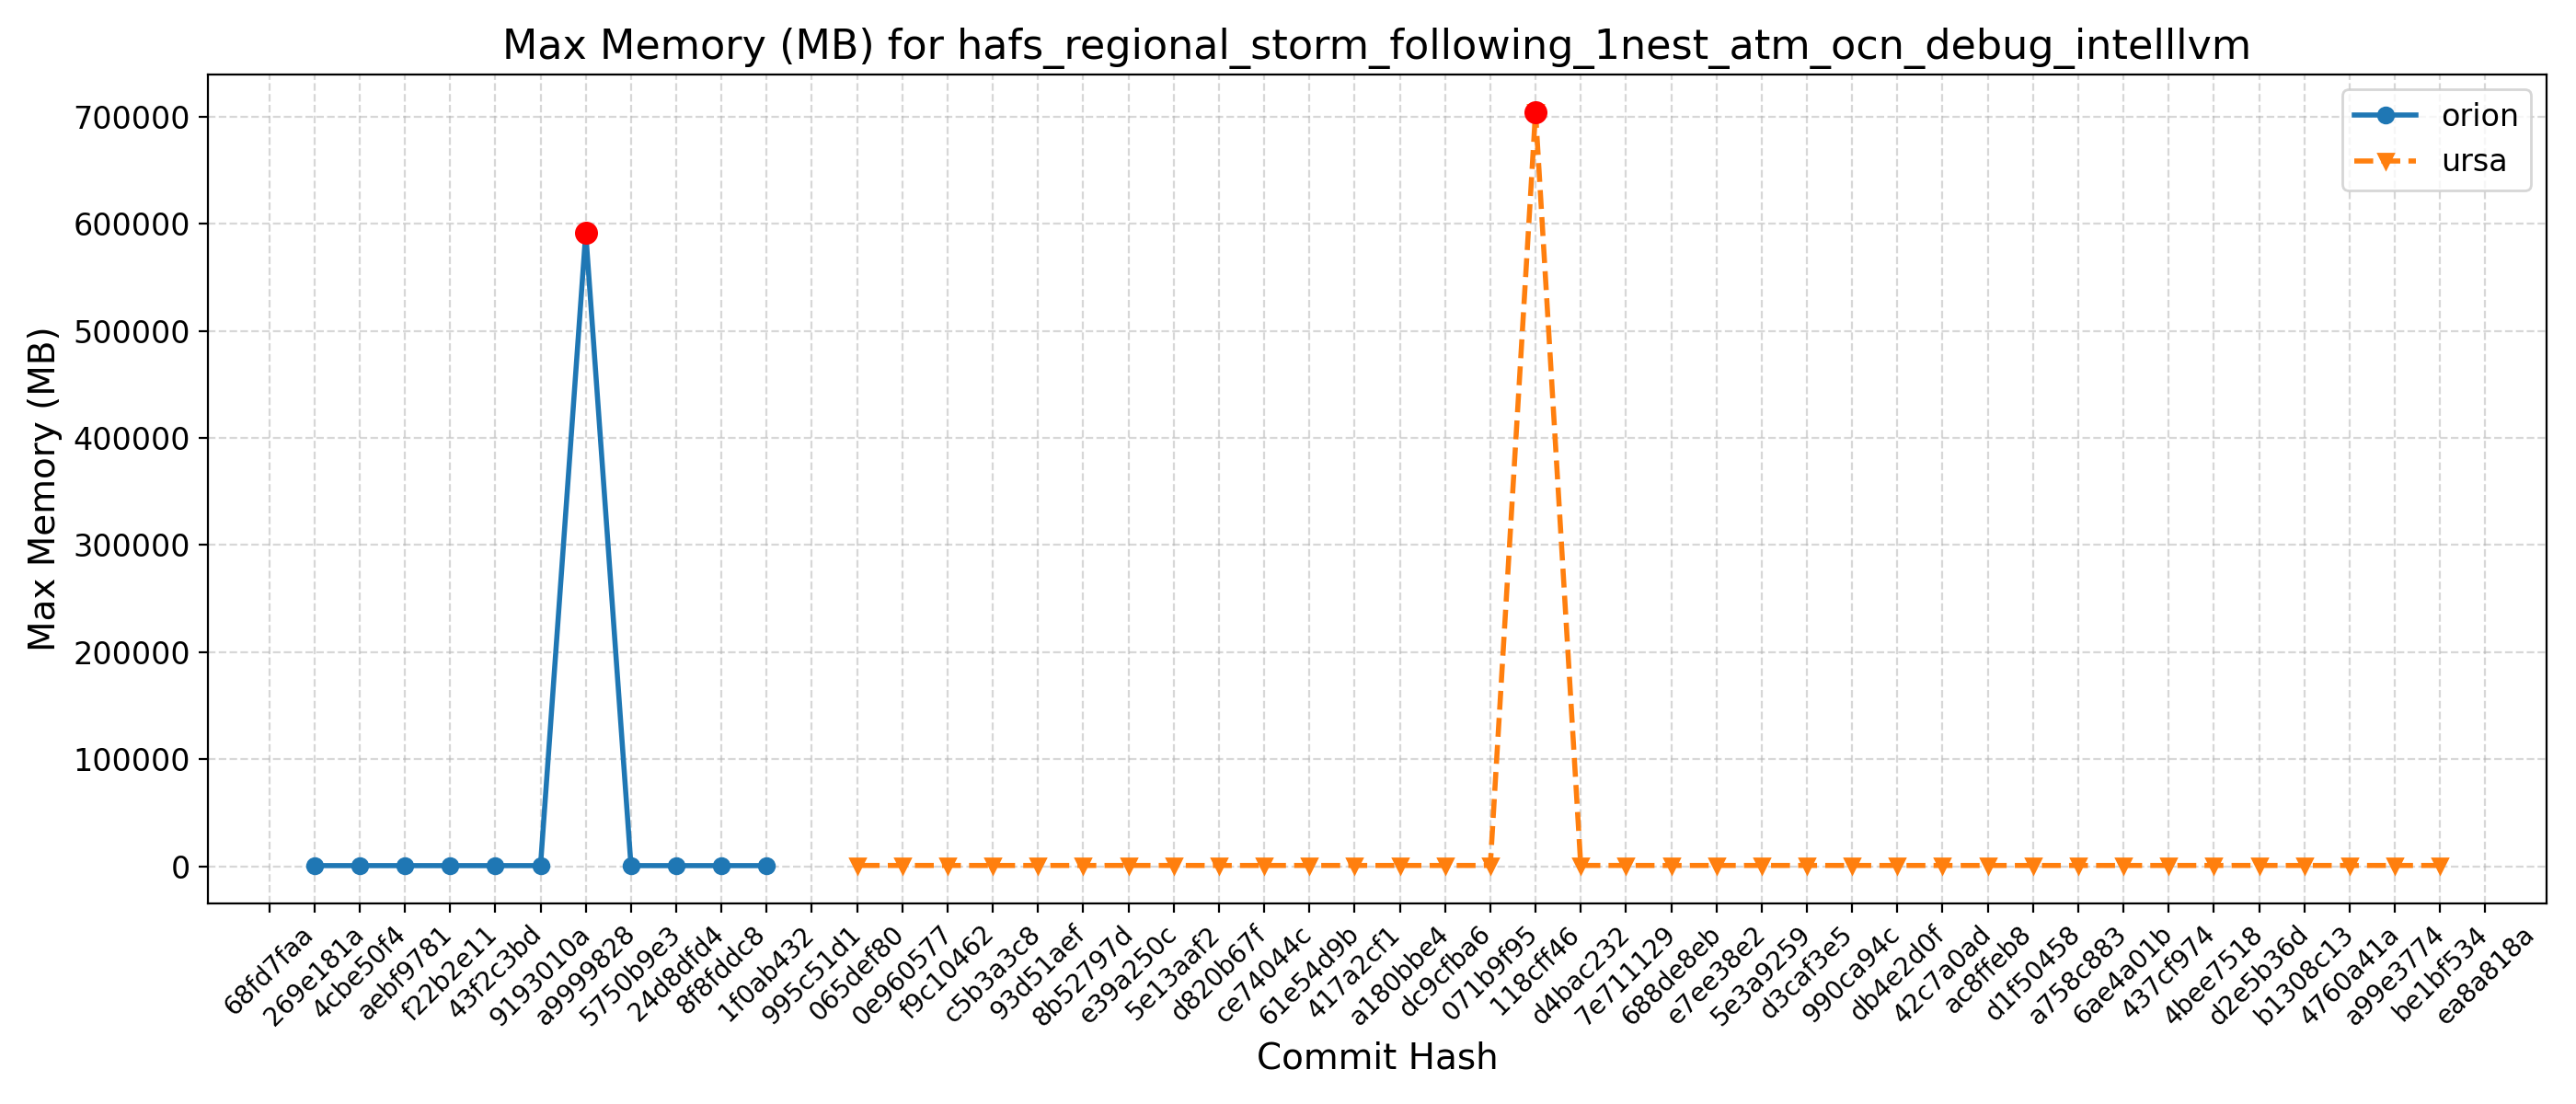 Max Memory (MB) for hafs_regional_storm_following_1nest_atm_ocn_debug_intelllvm
Max Memory (MB)
700000
600000
500000
400000
300000
200000
100000
0
orion
ursa
68fd7faa
269e181a
4cbe50f4
aebf9781
f22b2e11
43f2c3bd
9193010a
a9999828
5750b9e3
24d8dfd4
8f8fddc8
1f0ab432
995c51d1
065def80
0e960577
f9c10462
c5b3a3c8
93d51aef
8b52797d
e39a250c
5e13aaf2
d820b67f
ce74044c
61e54d9b
417a2cf1
a180bbe4
dc9cfba6
071b9f95
118cff46
d4bac232
7e711129
688de8eb
e7ee38e2
5e3a9259
d3caf3e5
990ca94c
db4e2d0f
42c7a0ad
ac8ffeb8
d1f50458
a758c883
6ae4a01b
437cf974
4bee7518
d2e5b36d
b1308c13
4760a41a
a99e3774
be1bf534
ea8a818a
Commit Hash